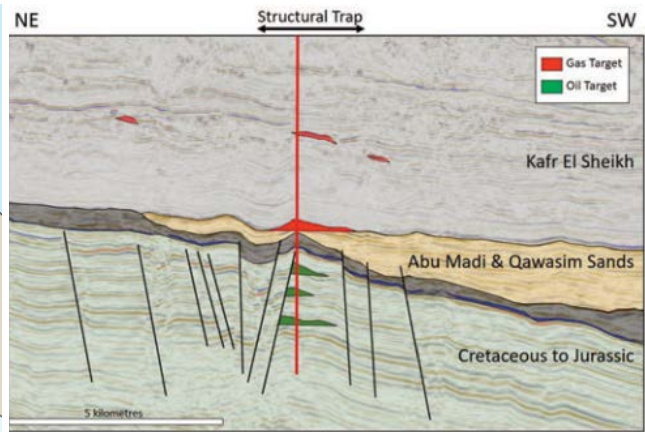 NE
Structural Trap
SW
Gas Target
Oil Target
Kafr El Sheikh
Abu Madi & Qawasim Sands
Cretaceous to Jurassic
5 kilometres